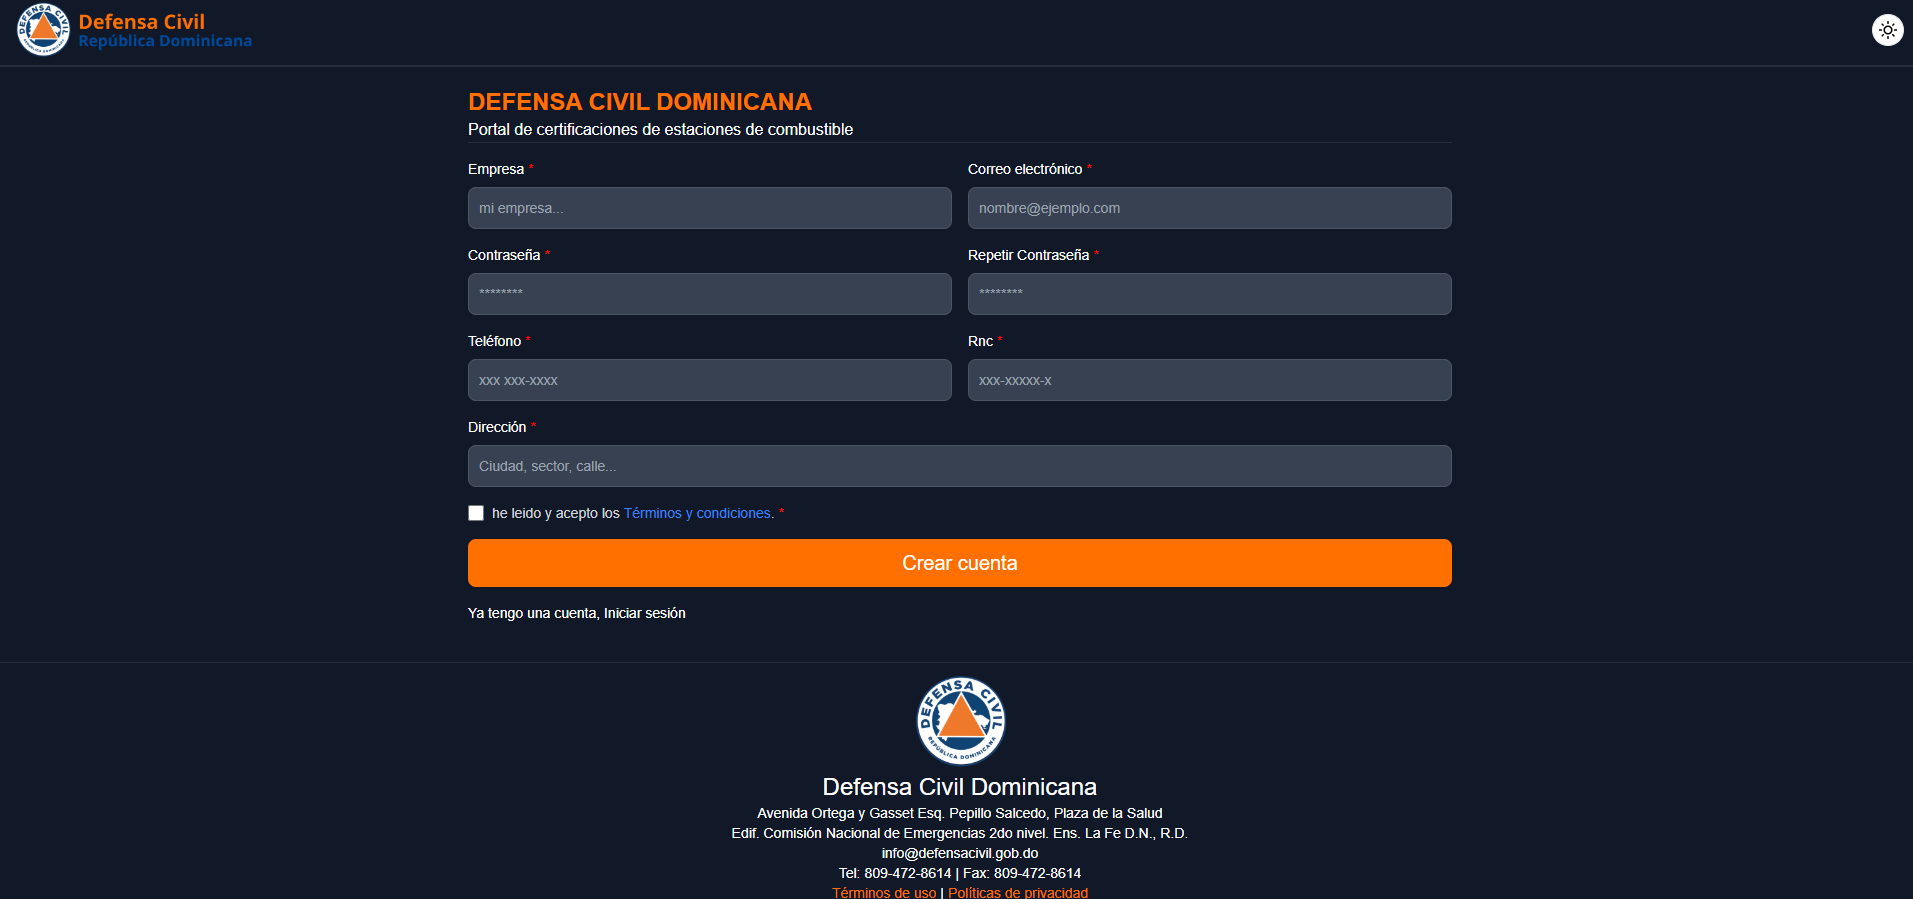 DEFENSA CIVIL
REPÚBLICA DOMINICANA
Defensa Civil
República Dominicana
DEFENSA CIVIL DOMINICANA
Portal de certificaciones de estaciones de combustible
Empresa *
Correo electrónico *
mi empresa...
nombre@ejemplo.com
Contraseña *
Repetir Contraseña *
********
********
Teléfono *
Rnc *
xxx xxx-xxxx
xxx-xxxxx-x
Dirección *
Ciudad, sector, calle...
he leido y acepto los Términos y condiciones. *
Crear cuenta
Ya tengo una cuenta, Iniciar sesión
DEFENSA CIVIL
REPÚBLICA DOMINICANA
Defensa Civil Dominicana
Avenida Ortega y Gasset Esq. Pepillo Salcedo, Plaza de la Salud
Edif. Comisión Nacional de Emergencias 2do nivel. Ens. La Fe D.N., R.D.
info@defensacivil.gob.do
Tel: 809-472-8614 | Fax: 809-472-8614
Términos de uso | Políticas de privacidad